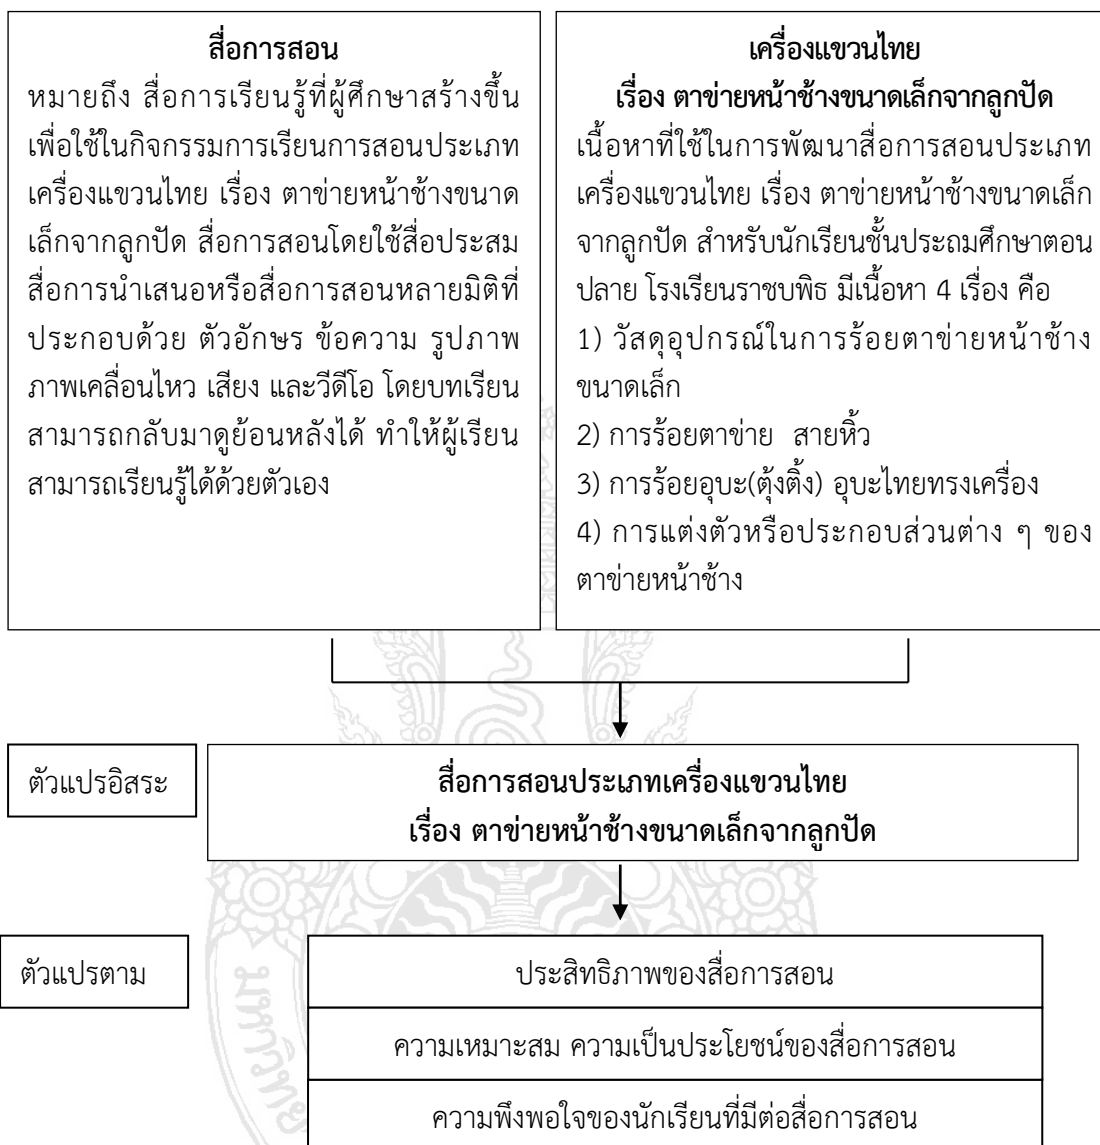 สื่อการสอน
หมายถึง สื่อการเรียนรู้ที่ผู้ศึกษาสร้างขึ้น
เพื่อใช้ในกิจกรรมการเรียนการสอนประเภท
เครื่องแขวนไทย เรื่อง ตาข่ายหน้าช้างขนาด
เล็กจากลูกปัด สื่อการสอนโดยใช้สื่อประสม
สื่อการนำเสนอหรือสื่อการสอนหลายมิติที่
ประกอบด้วย ตัวอักษร ข้อความ รูปภาพ
ภาพเคลื่อนไหว เสียง และวีดีโอ โดยบทเรียน
สามารถกลับมาดูย้อนหลังได้ ทำให้ผู้เรียน
สามารถเรียนรู้ได้ด้วยตัวเอง
เครื่องแขวนไทย
เรื่อง ตาข่ายหน้าช้างขนาดเล็กจากลูกปัด
เนื้อหาที่ใช้ในการพัฒนาสื่อการสอนประเภท
เครื่องแขวนไทย เรื่อง ตาข่ายหน้าช้างขนาดเล็ก
จากลูกปัด สำหรับนักเรียนชั้นประถมศึกษาตอน
ปลาย โรงเรียนราชบพิธ มีเนื้อหา 4 เรื่อง คือ
1) วัสดุอุปกรณ์ในการร้อยตาข่ายหน้าช้าง
ขนาดเล็ก
2) การร้อยตาข่าย สายหิ้ว
3) การร้อยอุบะ(ตุ้งติ้ง) อุบะไทยทรงเครื่อง
4) การแต่งตัวหรือประกอบส่วนต่าง ๆ ของ
ตาข่ายหน้าช้าง
ตัวแปรอิสระ
สื่อการสอนประเภทเครื่องแขวนไทย
เรื่อง ตาข่ายหน้าช้างขนาดเล็กจากลูกปัด
ตัวแปรตาม
ประสิทธิภาพของสื่อการสอน
ความเหมาะสม ความเป็นประโยชน์ของสื่อการสอน
ความพึงพอใจของนักเรียนที่มีต่อสื่อการสอน